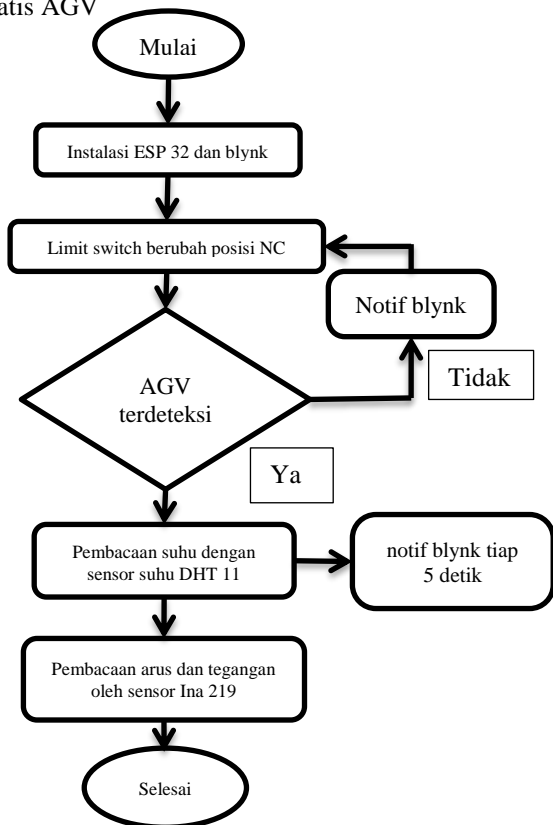 AGV
Mulai
Instalasi ESP 32 dan blynk
Limit switch berubah posisi NC
Notif blynk
AGV
terdeteksi
Tidak
Ya
Pembacaan suhu dengan
sensor suhu DHT 11
notif blynk tiap
5 detik
Pembacaan arus dan tegangan
oleh sensor Ina 219
Selesai